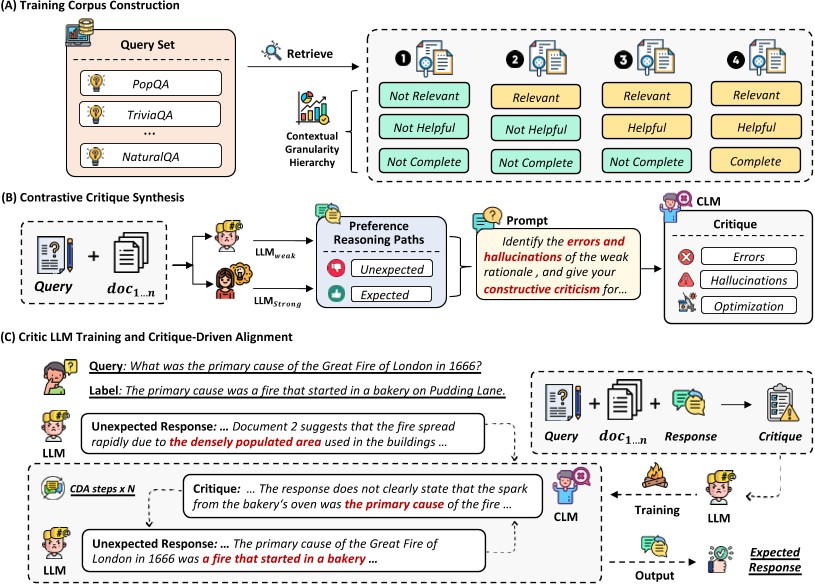 (A) Training Corpus Construction
Query Set
PopQA
TriviaQA
...
NaturalQA
Retrieve
Contextual
Granularity
Hierarchy
1 2 3 4
Not Relevant Relevant Relevant Relevant
Not Helpful Not Helpful Helpful Helpful
Not Complete Not Complete Not Complete Complete
(B) Contrastive Critique Synthesis
Query + doc1...n
LLMweak
LLMStrong
Preference
Reasoning Paths
Unexpected
Expected
Prompt
Identify the errors and
hallucinations of the weak
rationale , and give your
constructive criticism for...
CLM
Critique
Errors
Hallucinations
Optimization
(C) Critic LLM Training and Critique-Driven Alignment
Query: What was the primary cause of the Great Fire of London in 1666?
Label: The primary cause was a fire that started in a bakery on Pudding Lane.
LLM
Unexpected Response: ... Document 2 suggests that the fire spread
rapidly due to the densely populated area used in the buildings ...
CDA steps x N
Critique: ... The response does not clearly state that the spark
from the bakery's oven was the primary cause of the fire ...
CLM
LLM
Unexpected Response: ... The primary cause of the Great Fire of
London in 1666 was a fire that started in a bakery ...
Query + doc1...n + Response Critique
Training
LLM
Output
Expected
Response